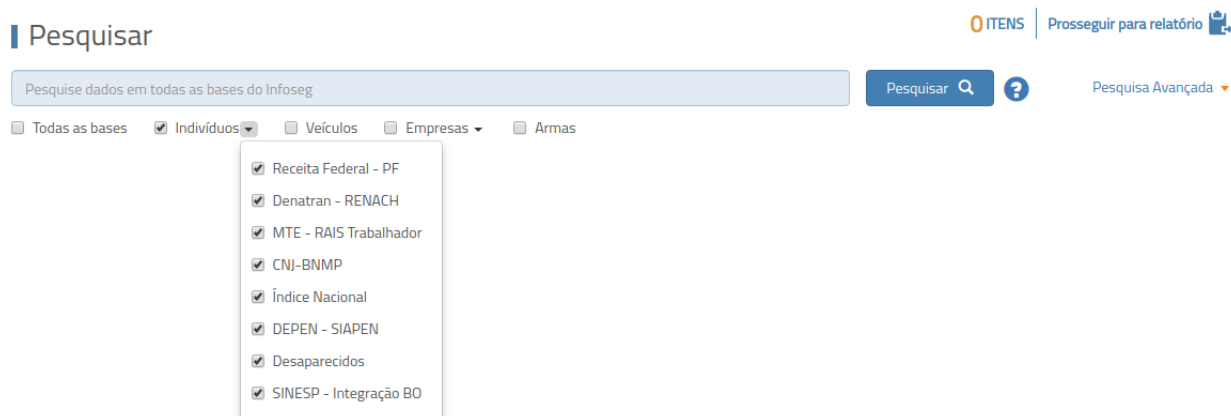 Pesquisar
0 ITENS
Prosseguir para relatório
Pesquise dados em todas as bases do Infoseg
Pesquisar
?
Pesquisa Avançada
Todas as bases
Indivíduos
Veículos
Empresas
Armas
Receita Federal - PF
Denatran - RENACH
MTE - RAIS Trabalhador
CNJ-BNMP
Índice Nacional
DEPEN - SIAPEN
Desaparecidos
SINESP - Integração BO